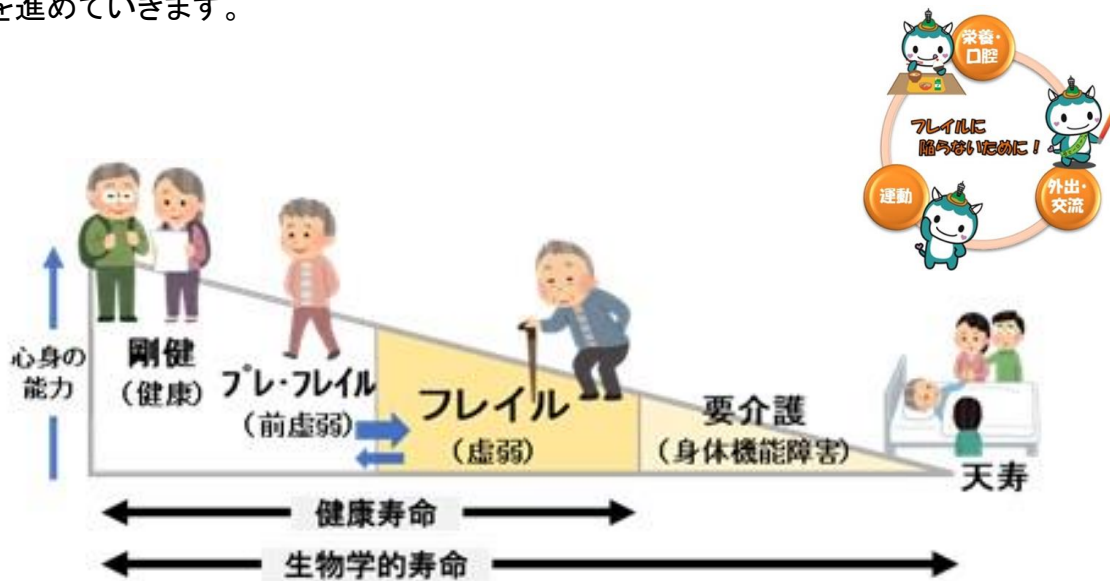 を進めていきます。
栄養・
口腔
フレイルに
陥らないために！
運動
外出・
交流
心身の
能力
剛健
（健康）
プレ・フレイル
（前虚弱）
フレイル
（虚弱）
要介護
（身体機能障害）
天寿
健康寿命
生物学的寿命